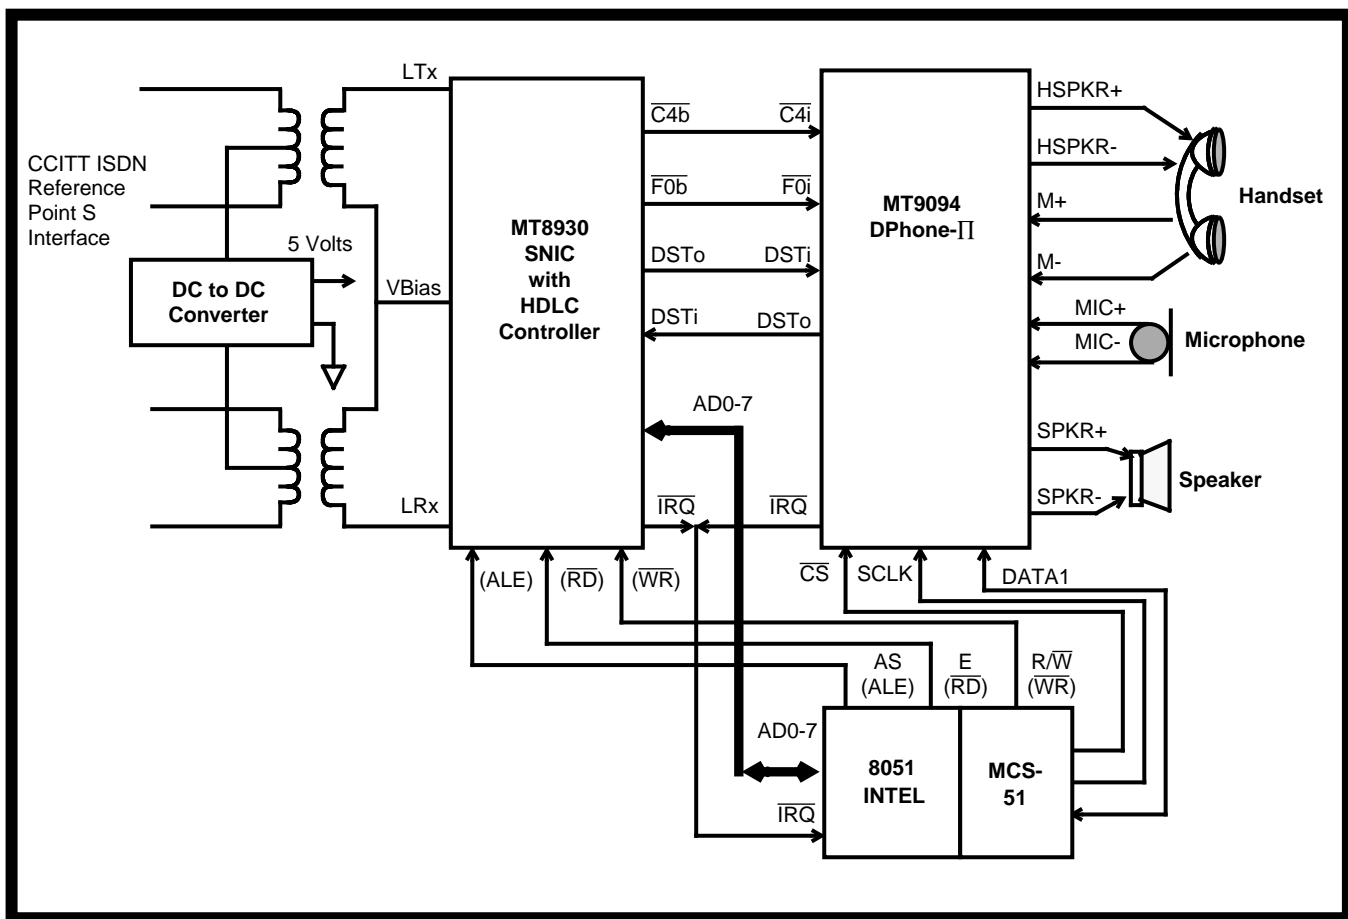 LTx
HSPKR+
C4b
C4i
CCITT ISDN
Reference
Point S
Interface
HSPKR-
F0b
F0i
MT9094
DPhone-Π
M+
Handset
MT8930
SNIC
with
HDLC
Controller
5 Volts
DSTo
DSTi
M-
DC to DC
Converter
VBias
DSTi
DSTo
MIC+
MIC-
Microphone
AD0-7
SPKR+
Speaker
SPKR-
LRx
IRQ
IRQ
(ALE)
(RD)
(WR)
CS
SCLK
DATA1
AS
(ALE)
E
(RD)
R/W
(WR)
AD0-7
8051
INTEL
MCS-
51
IRQ